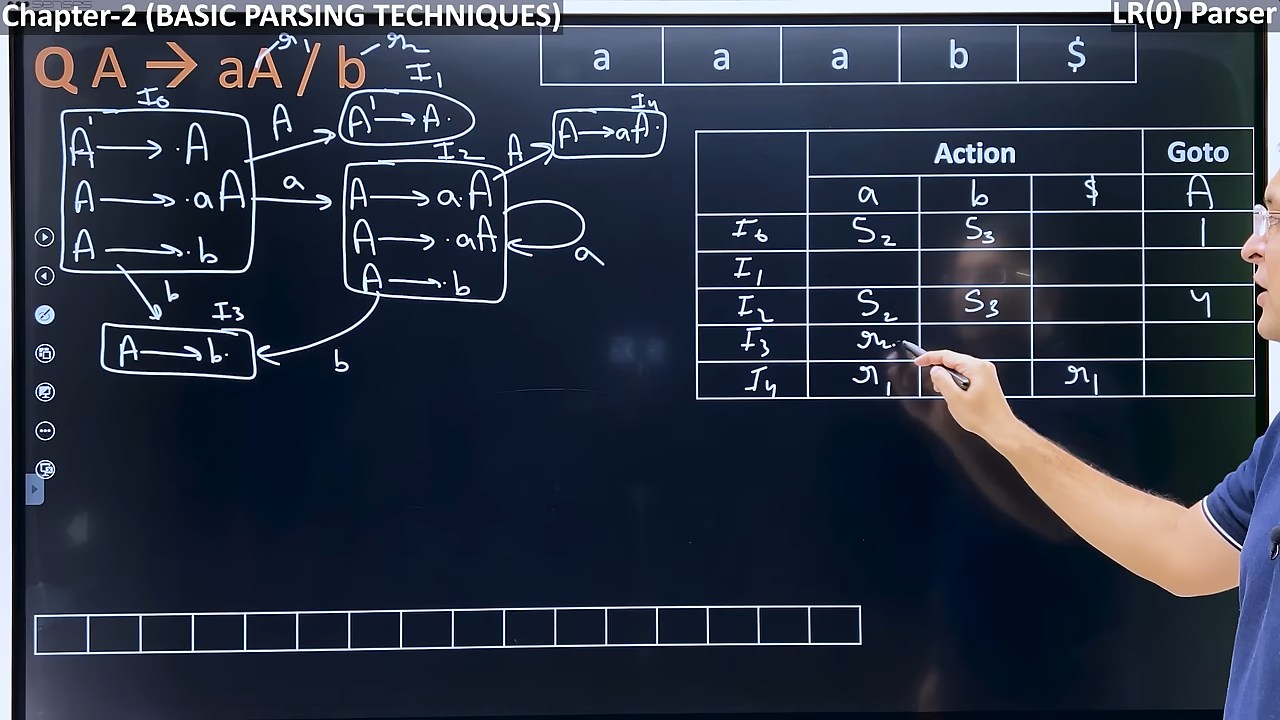 Chapter-2 (BASIC PARSING TECHNIQUES)
LR(0) Parser
Q A → aA / b
r1
r2
a a a b $
I0
A' → .A
A → .aA
A → .b
A
I1
A' → A.
a
I2
A → a.A
A → .aA
A → .b
A
I4
A → aA.
a
b
I3
A → b.
b
Action Goto
a b $ A
I0 S2 S3 1
I1
I2 S2 S3 4
I3
I4 r1 r1